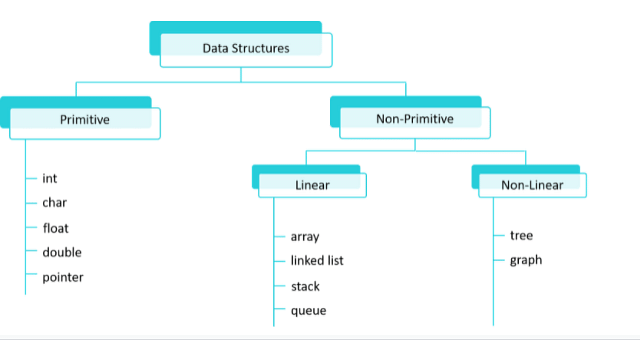 Data Structures
Primitive
Non-Primitive
int
char
float
double
pointer
Linear
Non-Linear
array
linked list
stack
queue
tree
graph